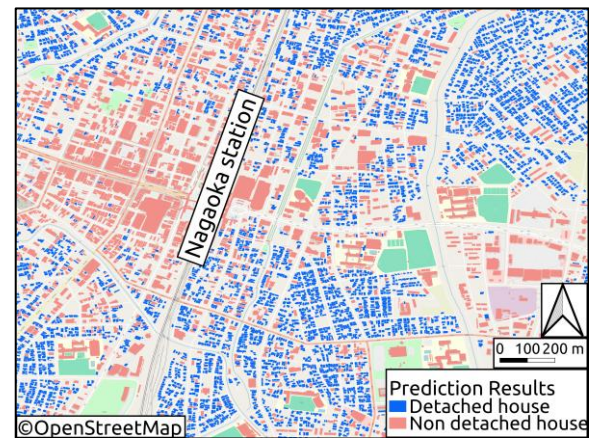 Nagaoka station
0 100 200 m
Prediction Results
Detached house
Non detached house
©OpenStreetMap